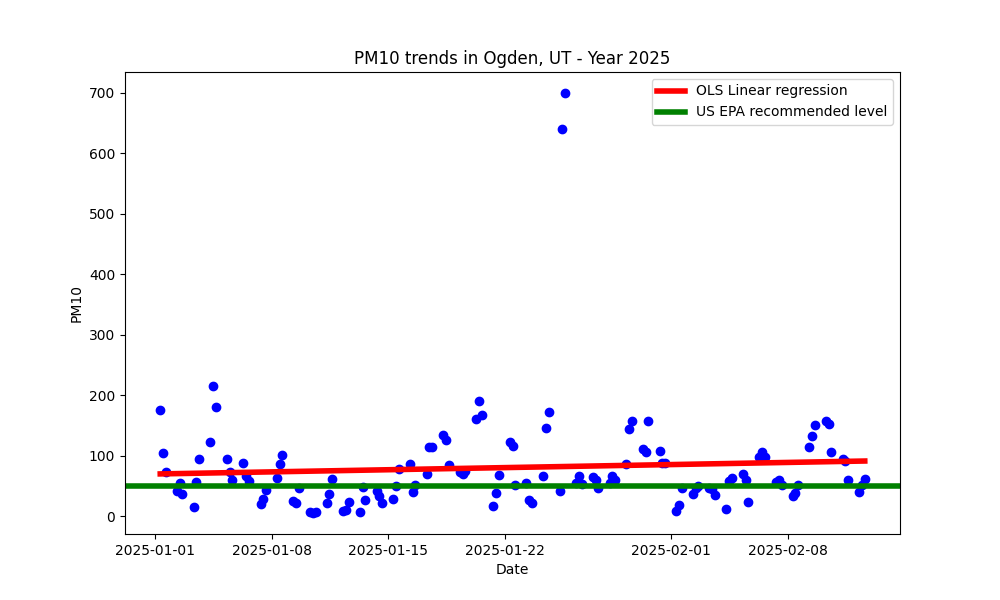 PM10 trends in Ogden, UT - Year 2025
OLS Linear regression
US EPA recommended level
PM10
700
600
500
400
300
200
100
0
2025-01-01 2025-01-08 2025-01-15 2025-01-22 2025-02-01 2025-02-08
Date